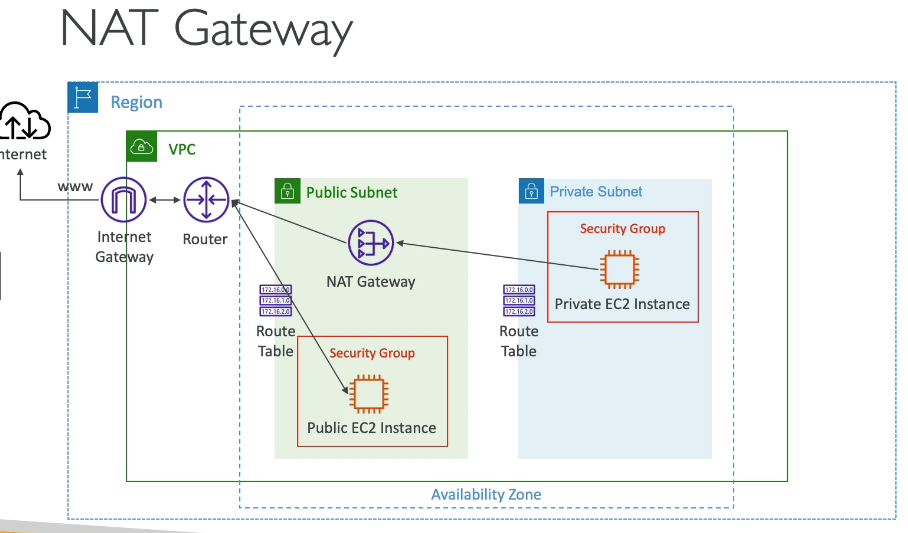 NAT Gateway
Region
nternet
VPC
www
Internet
Gateway
Router
Public Subnet
NAT Gateway
172.16.0.0
172.16.1.0
172.16.2.0
Route
Table
Security Group
Public EC2 Instance
Private Subnet
Security Group
Private EC2 Instance
172.16.0.0
172.16.1.0
172.16.2.0
Route
Table
Availability Zone